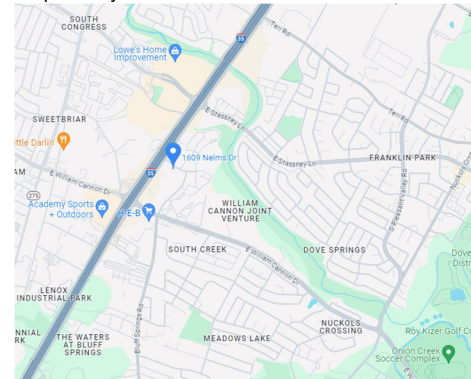 SOUTH
CONGRESS
35
Teri Rd
Lowe's Home
Improvement
E Stassney Ln
Teri Rd
SWEETBRIAR
ttle Darlin
1609 Nelms Dr
E Stassney Ln
FRANKLIN PARK
AM
35
E William Cannon Dr
275
S Pleasant Valley Rd
Nuckols
Academy Sports
+ Outdoors
H-E-B
WILLIAM
CANNON JOINT
VENTURE
SOUTH CREEK
E William Cannon Dr
DOVE SPRINGS
Dove
Distr
LENOX
INDUSTRIAL PARK
Bluff Springs Rd
NNIAL
RK
THE WATERS
AT BLUFF
SPRINGS
MEADOWS LAKE
NUCKOLS
CROSSING
Roy Kizer Golf C
Onion Creek
Soccer Complex